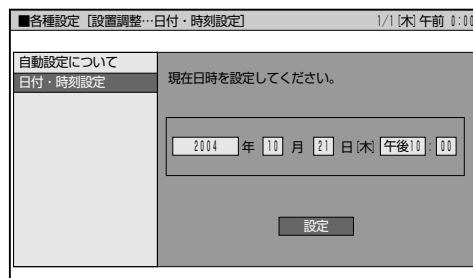 ■各種設定［設置調整…日付・時刻設定］ 1/1[木]午前 0:00
自動設定について
日付・時刻設定
現在日時を設定してください。
2004 年 10 月 21 日[木] 午後10 : 00
設定